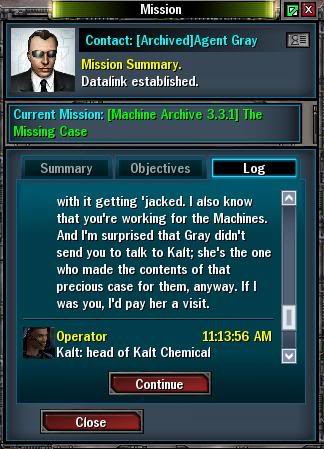 Mission
Contact: [Archived]Agent Gray
Mission Summary.
Datalink established.
Current Mission: [Machine Archive 3.3.1] The
Missing Case
Summary
Objectives
Log
with it getting 'jacked. I also know
that you're working for the Machines.
And I'm surprised that Gray didn't
send you to talk to Kalt; she's the one
who made the contents of that
precious case for them, anyway. If I
was you, I'd pay her a visit.
Operator 11:13:56 AM
Kalt: head of Kalt Chemical
Continue
Close